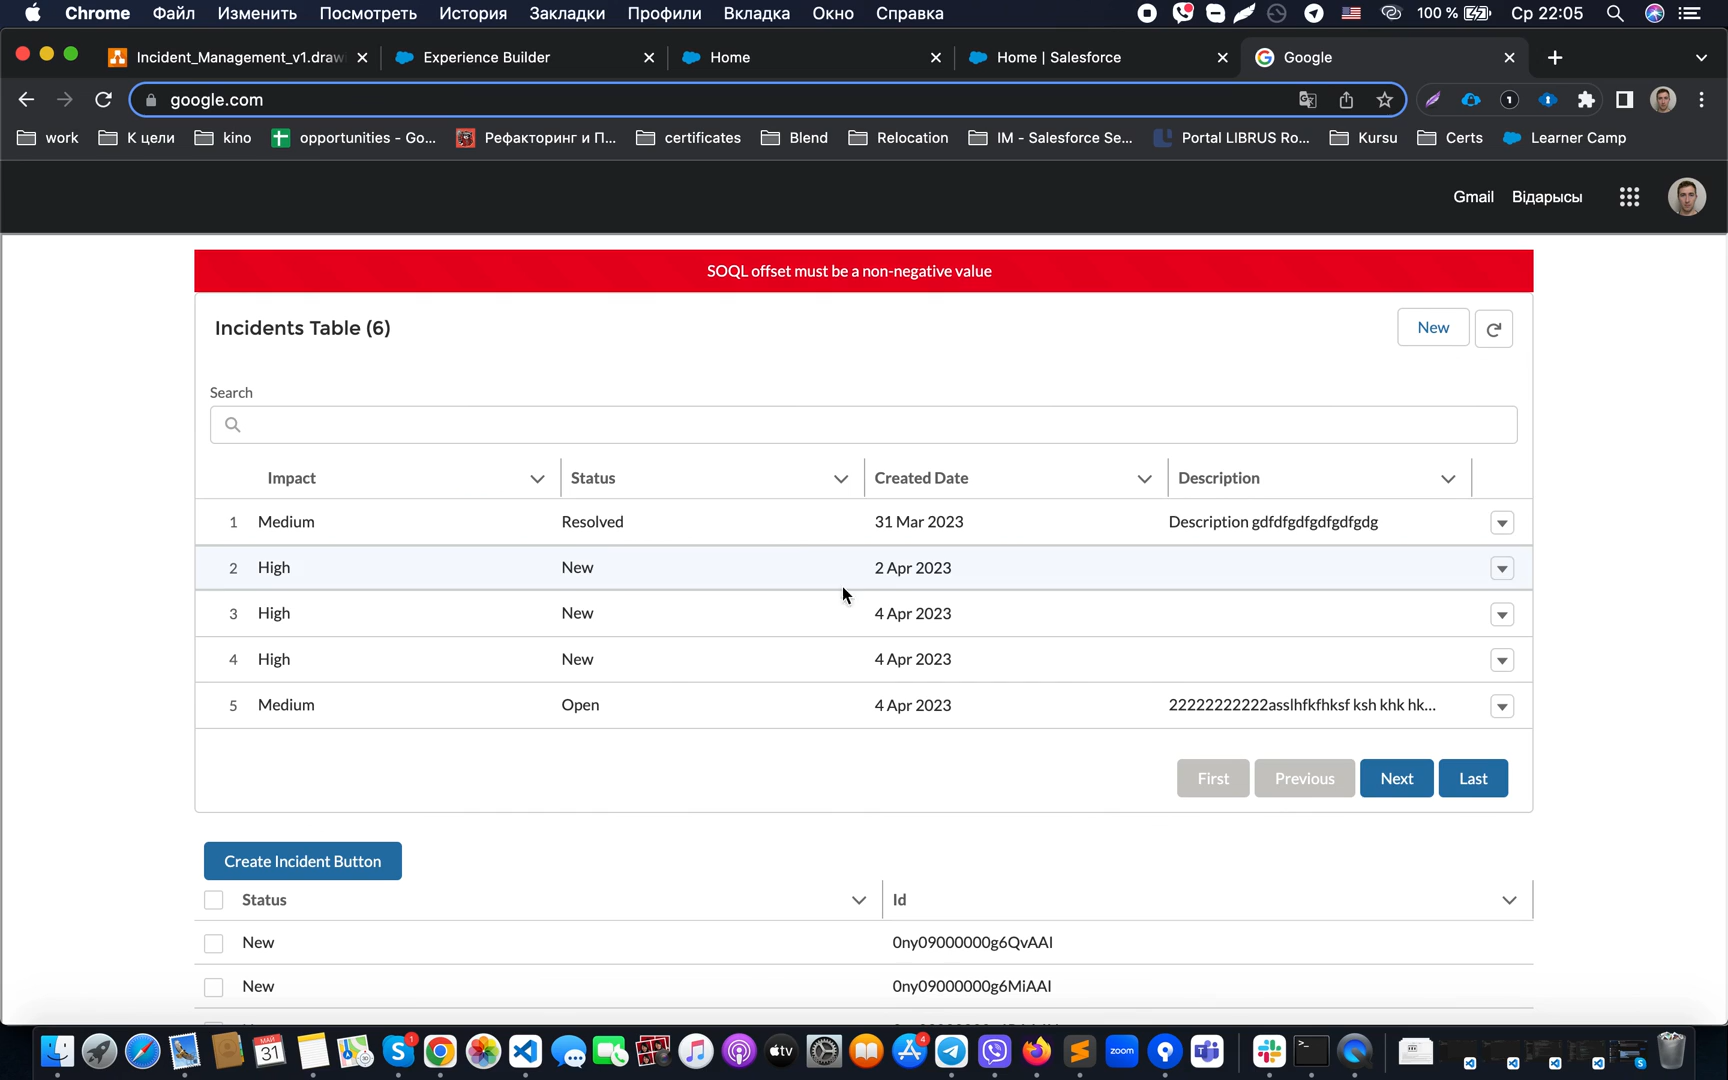 Chrome Файл Изменить Посмотреть История Закладки Профили Вкладка Окно Справка 100 % Ср 22:05
Incident_Management_v1.draw Experience Builder Home Home | Salesforce Google
google.com
work К цели kino opportunities - Go... Рефакторинг и П... certificates Blend Relocation IM - Salesforce Se... Portal LIBRUS Ro... Kursu Certs Learner Camp
Gmail Відарысы
SOQL offset must be a non-negative value
Incidents Table (6) New
Search
Impact Status Created Date Description
1 Medium Resolved 31 Mar 2023 Description gdfdfgdfgdfgdfgdg
2 High New 2 Apr 2023
3 High New 4 Apr 2023
4 High New 4 Apr 2023
5 Medium Open 4 Apr 2023 22222222222asslhfkfhksf ksh khk hk...
First Previous Next Last
Create Incident Button
Status Id
New 0ny09000000g6QvAAI
New 0ny09000000g6MiAAI
31 1 tv 4 zoom